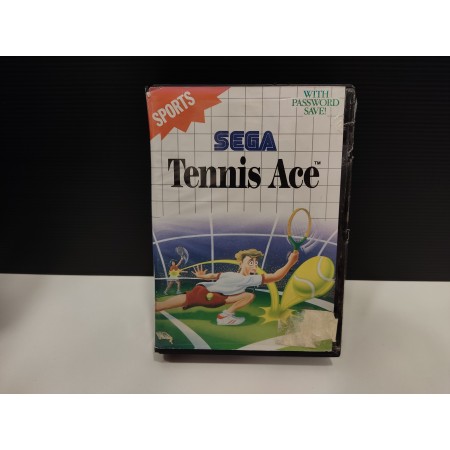 SPORTS
WITH
PASSWORD
SAVE!
SEGA
Tennis Ace™